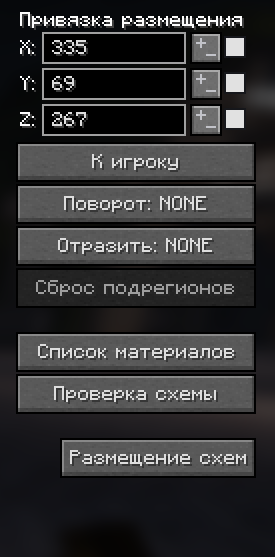 Привязка размещения
X: 335
Y: 69
Z: 267
К игроку
Поворот: NONE
Отразить: NONE
Сброс подрегионов
Список материалов
Проверка схемы
Размещение схем